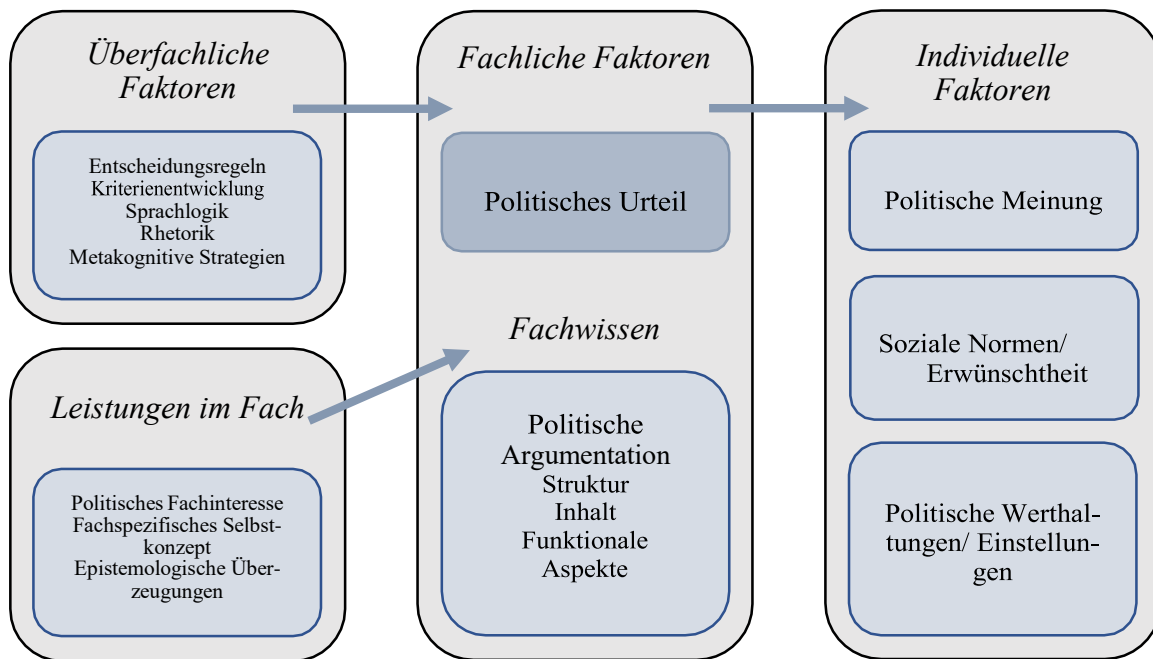 Überfachliche
Faktoren
Entscheidungsregeln
Kriterienentwicklung
Sprachlogik
Rhetorik
Metakognitive Strategien
Leistungen im Fach
Politisches Fachinteresse
Fachspezifisches Selbst-
konzept
Epistemologische Über-
zeugungen
Fachliche Faktoren
Politisches Urteil
Fachwissen
Politische
Argumentation
Struktur
Inhalt
Funktionale
Aspekte
Individuelle
Faktoren
Politische Meinung
Soziale Normen/
Erwünschtheit
Politische Werthal-
tungen/ Einstellun-
gen